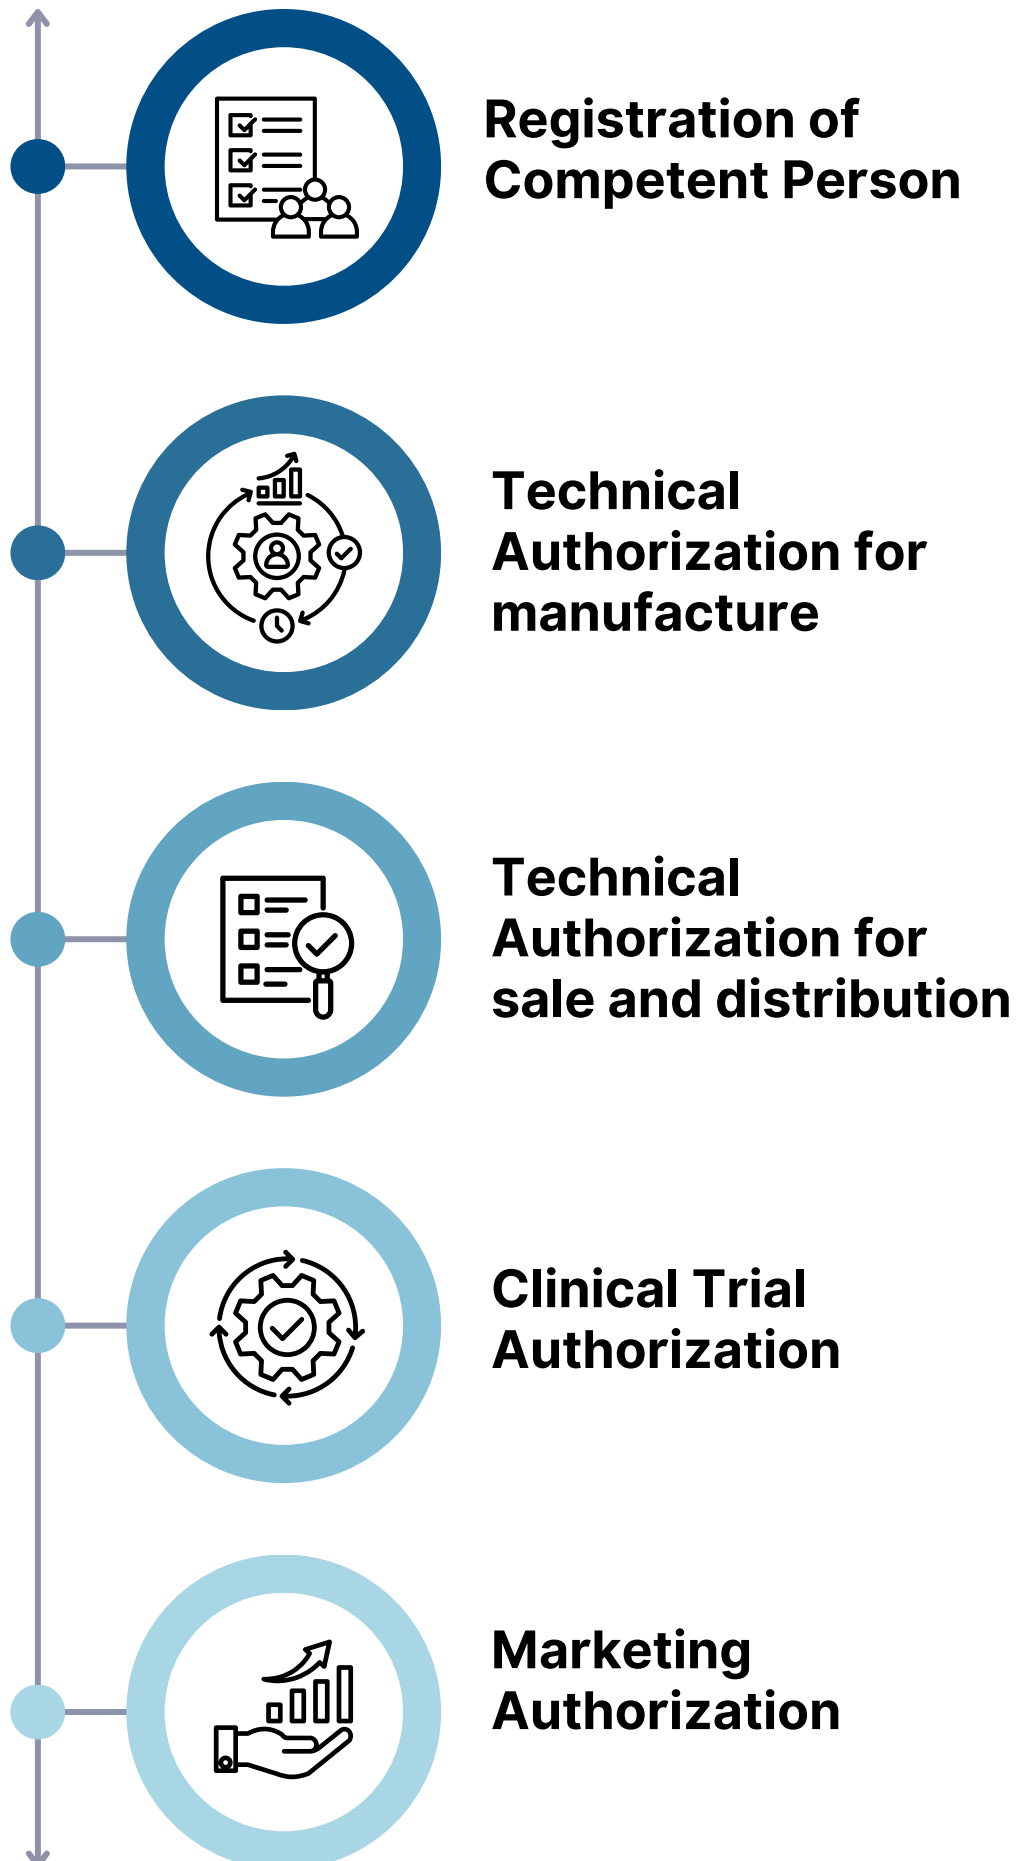 Registration of
Competent Person
Technical
Authorization for
manufacture
Technical
Authorization for
sale and distribution
Clinical Trial
Authorization
Marketing
Authorization